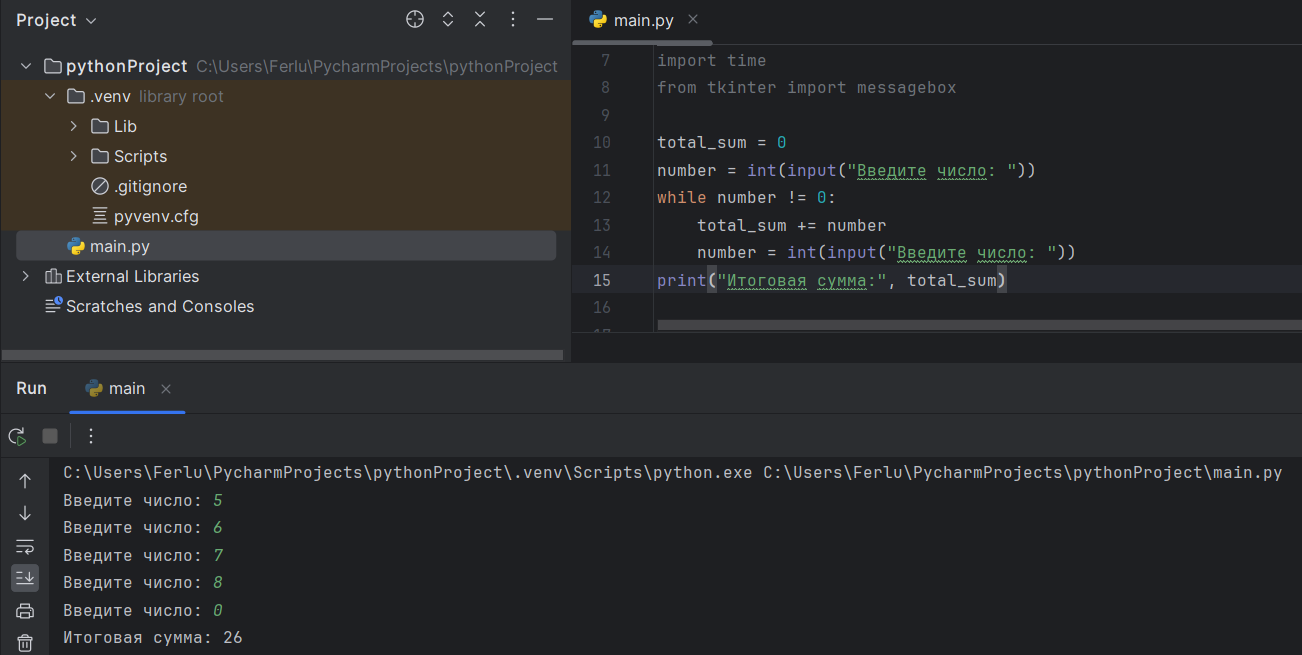 Project
pythonProject C:\Users\Ferlu\PycharmProjects\pythonProject
.venv library root
Lib
Scripts
.gitignore
pyvenv.cfg
main.py
External Libraries
Scratches and Consoles
main.py
7 import time
8 from tkinter import messagebox
9
10 total_sum = 0
11 number = int(input("Введите число: "))
12 while number != 0:
13     total_sum += number
14     number = int(input("Введите число: "))
15 print("Итоговая сумма:", total_sum)
16
Run main
C:\Users\Ferlu\PycharmProjects\pythonProject\.venv\Scripts\python.exe C:\Users\Ferlu\PycharmProjects\pythonProject\main.py
Введите число: 5
Введите число: 6
Введите число: 7
Введите число: 8
Введите число: 0
Итоговая сумма: 26